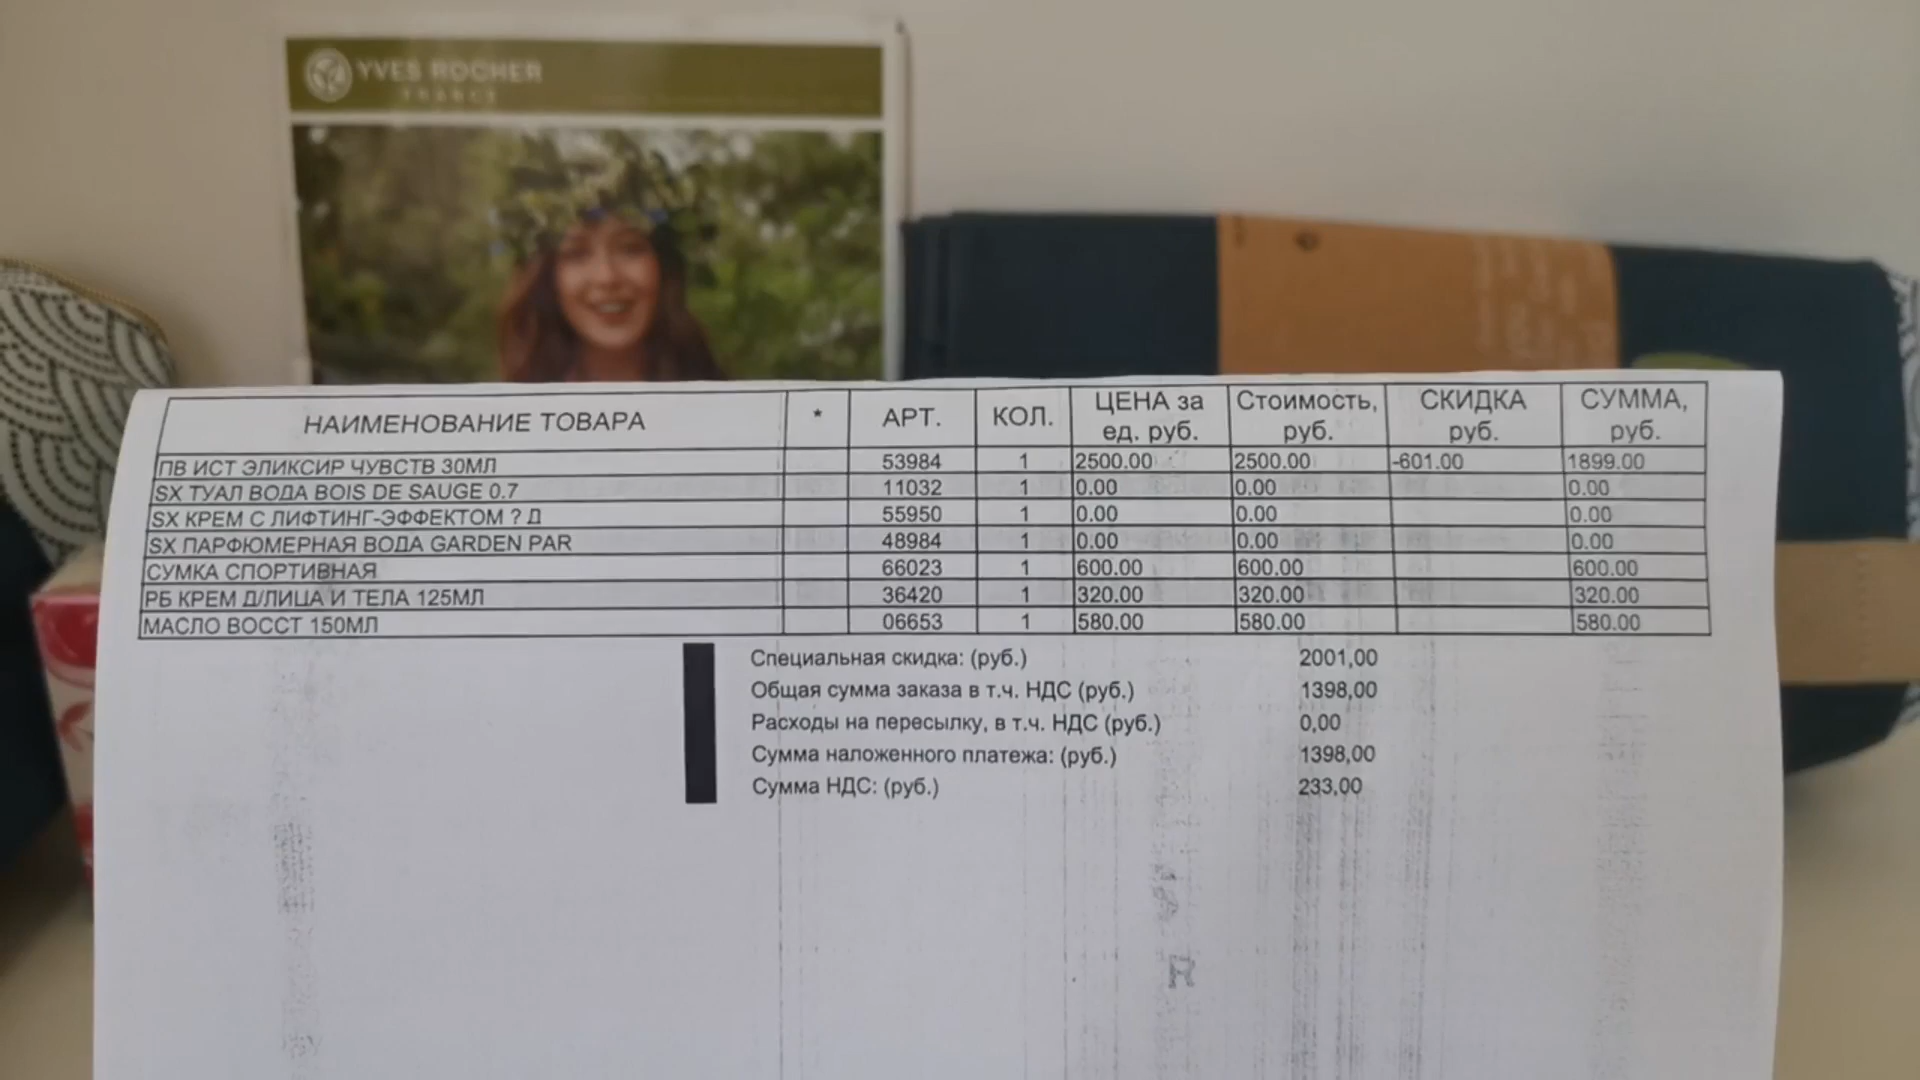 YVES ROCHER
FRANCE
НАИМЕНОВАНИЕ ТОВАРА * АРТ. КОЛ. ЦЕНА за ед. руб. Стоимость, руб. СКИДКА руб. СУММА, руб.
ПВ ИСТ ЭЛИКСИР ЧУВСТВ 30МЛ 53984 1 2500.00 2500.00 -601.00 1899.00
SX ТУАЛ ВОДА BOIS DE SAUGE 0.7 11032 1 0.00 0.00 0.00
SX КРЕМ С ЛИФТИНГ-ЭФФЕКТОМ ? Д 55950 1 0.00 0.00 0.00
SX ПАРФЮМЕРНАЯ ВОДА GARDEN PAR 48984 1 0.00 0.00 0.00
СУМКА СПОРТИВНАЯ 66023 1 600.00 600.00 600.00
РБ КРЕМ Д/ЛИЦА И ТЕЛА 125МЛ 36420 1 320.00 320.00 320.00
МАСЛО ВОССТ 150МЛ 06653 1 580.00 580.00 580.00
Специальная скидка: (руб.) 2001,00
Общая сумма заказа в т.ч. НДС (руб.) 1398,00
Расходы на пересылку, в т.ч. НДС (руб.) 0,00
Сумма наложенного платежа: (руб.) 1398,00
Сумма НДС: (руб.) 233,00